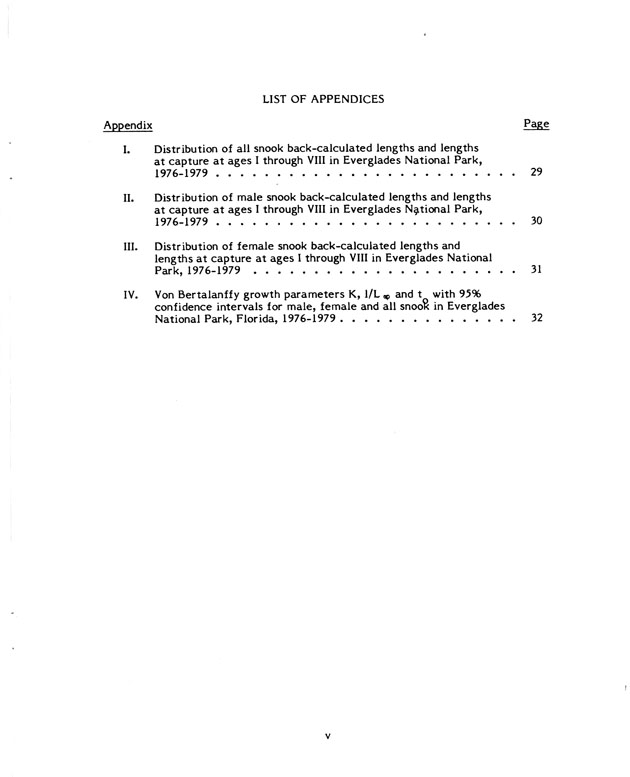 LIST OF APPENDICES
Appendix Page
I. Distribution of all snook back-calculated lengths and lengths
at capture at ages I through VIII in Everglades National Park,
1976-1979 . . . . . . . . . . . . . . . . . . . . . . . . . 29
II. Distribution of male snook back-calculated lengths and lengths
at capture at ages I through VIII in Everglades National Park,
1976-1979 . . . . . . . . . . . . . . . . . . . . . . . . . 30
III. Distribution of female snook back-calculated lengths and
lengths at capture at ages I through VIII in Everglades National
Park, 1976-1979 . . . . . . . . . . . . . . . . . . . . . . 31
IV. Von Bertalanffy growth parameters K, l/L∞ and t₀ with 95%
confidence intervals for male, female and all snook in Everglades
National Park, Florida, 1976-1979 . . . . . . . . . . . . . . . 32
v